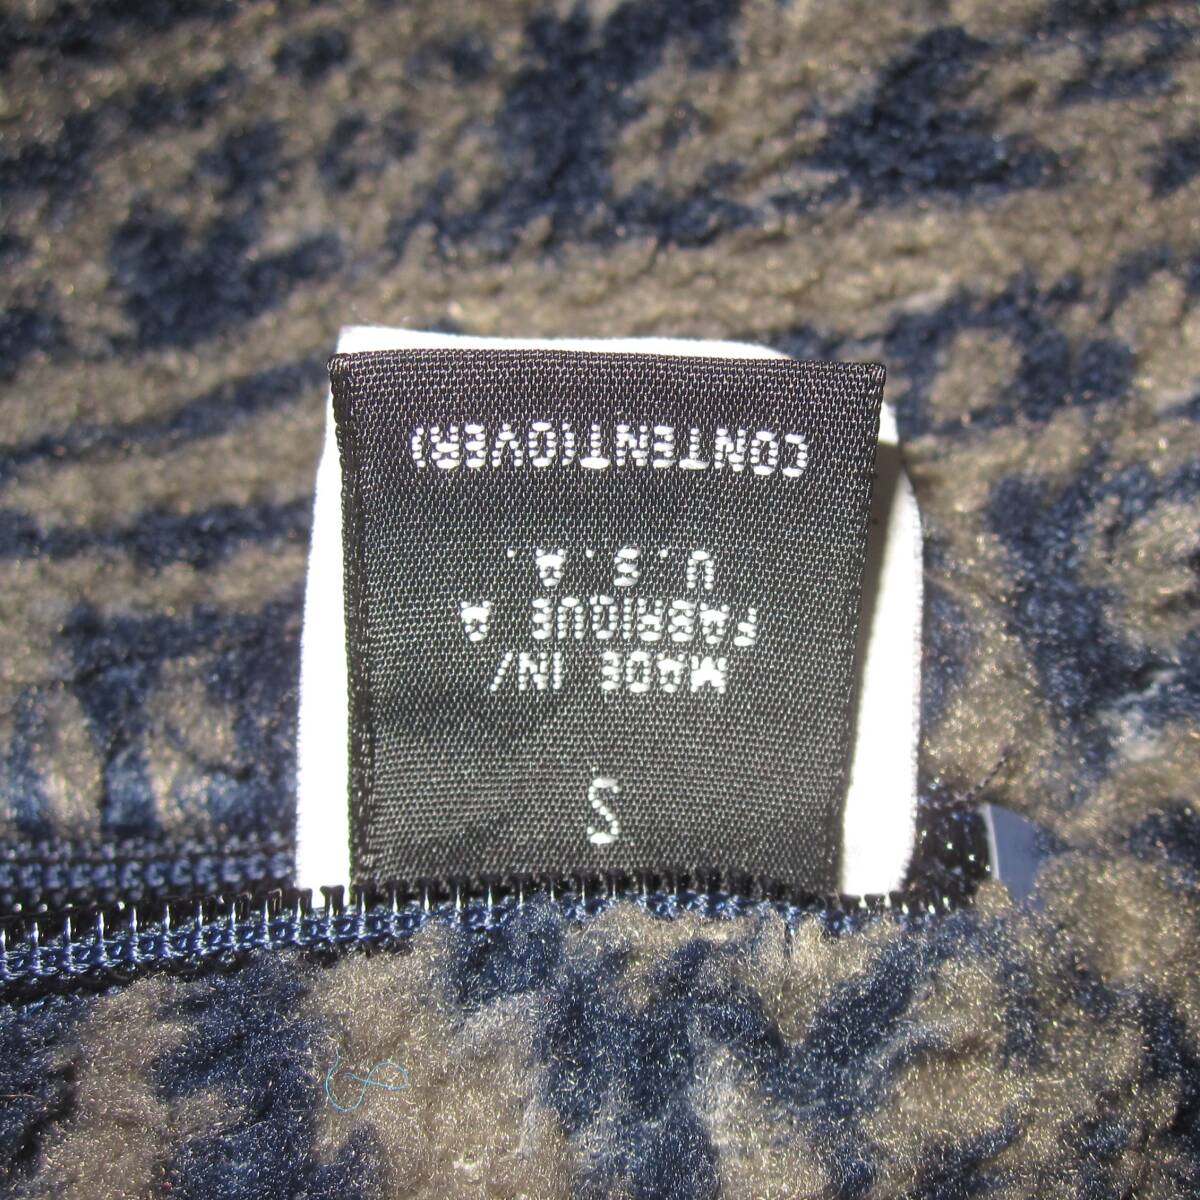 S
MADE IN/
FABRIQUE A
U.S.A.
CONTENT(OVER)